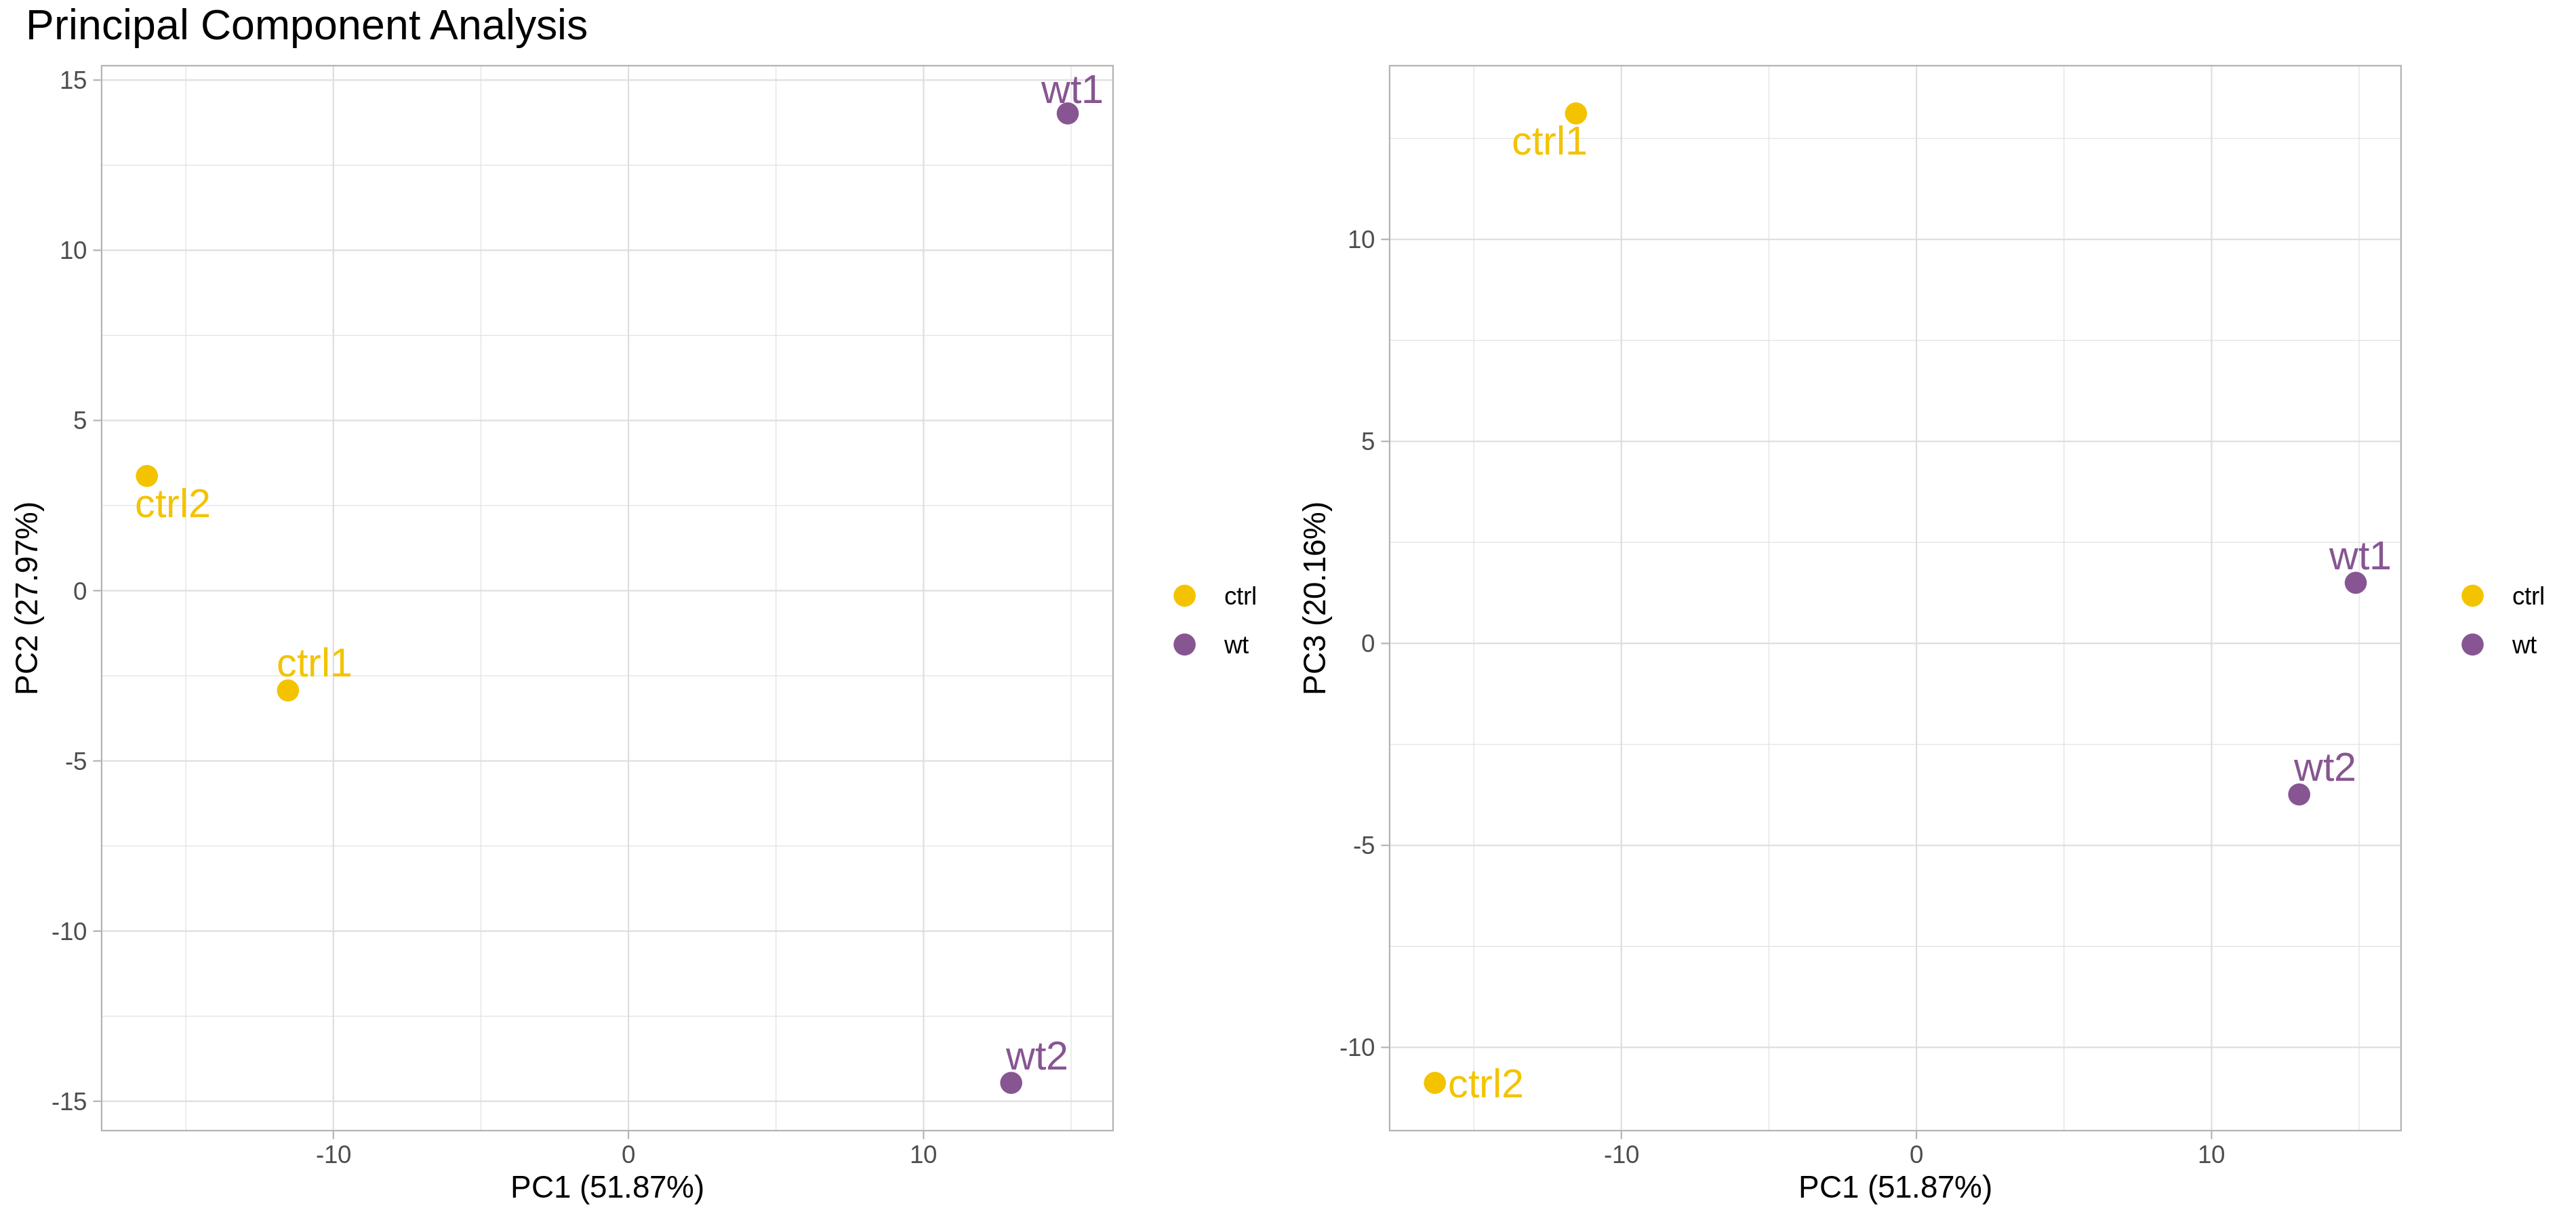 Principal Component Analysis
15
10
5
0
-5
-10
-15
PC2 (27.97%)
wt1
ctrl2
ctrl1
wt2
-10
0
10
PC1 (51.87%)
ctrl
wt
10
5
0
-5
-10
PC3 (20.16%)
ctrl1
wt1
wt2
ctrl2
-10
0
10
PC1 (51.87%)
ctrl
wt